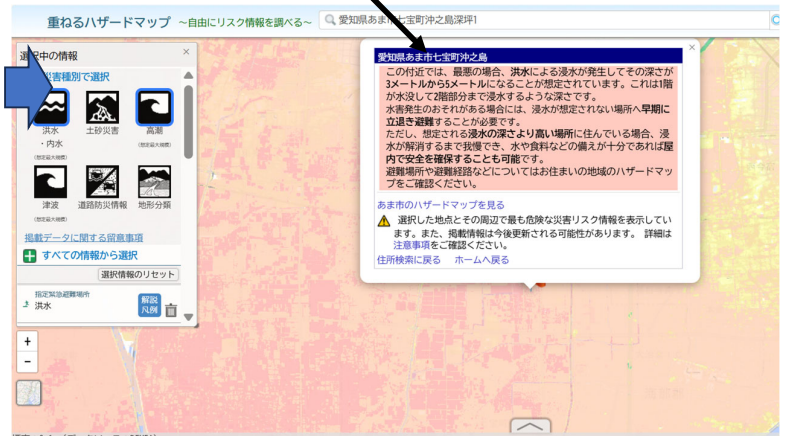 重ねるハザードマップ ～自由にリスク情報を調べる～
愛知県あま市七宝町沖之島深坪1
選択中の情報
災害種別で選択
洪水
・内水
(想定最大規模)
土砂災害
高潮
(想定最大規模)
津波
(想定最大規模)
道路防災情報
地形分類
掲載データに関する留意事項
すべての情報から選択
選択情報のリセット
指定緊急避難場所
洪水
解説
凡例
愛知県あま市七宝町沖之島
この付近では、最悪の場合、洪水による浸水が発生してその深さが
3メートルから5メートルになることが想定されています。これは1階
が水没して2階部分まで浸水するような深さです。
水害発生のおそれがある場合には、浸水が想定されない場所へ早期に
立退き避難することが必要です。
ただし、想定される浸水の深さより高い場所に住んでいる場合、浸
水が解消するまで我慢でき、水や食料などの備えが十分であれば屋
内で安全を確保することも可能です。
避難場所や避難経路などについてはお住まいの地域のハザードマッ
プをご確認ください。
あま市のハザードマップを見る
選択した地点とその周辺で最も危険な災害リスク情報を表示してい
ます。また、掲載情報は今後更新される可能性があります。 詳細は
注意事項をご確認ください。
住所検索に戻る ホームへ戻る